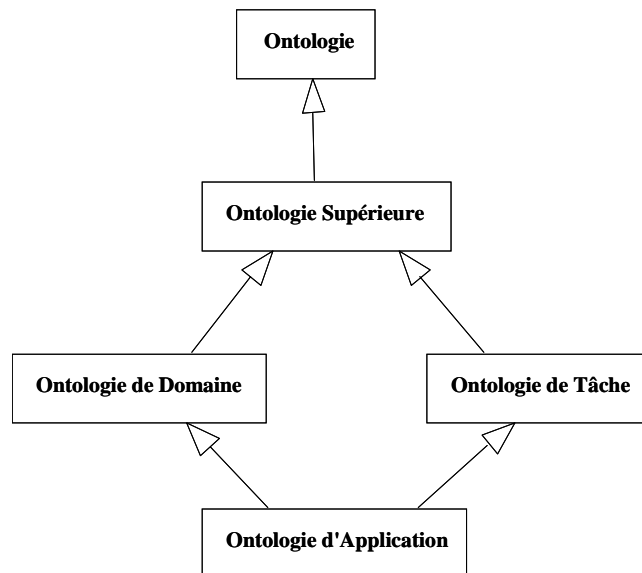 Ontologie
Ontologie Supérieure
Ontologie de Domaine
Ontologie de Tâche
Ontologie d'Application